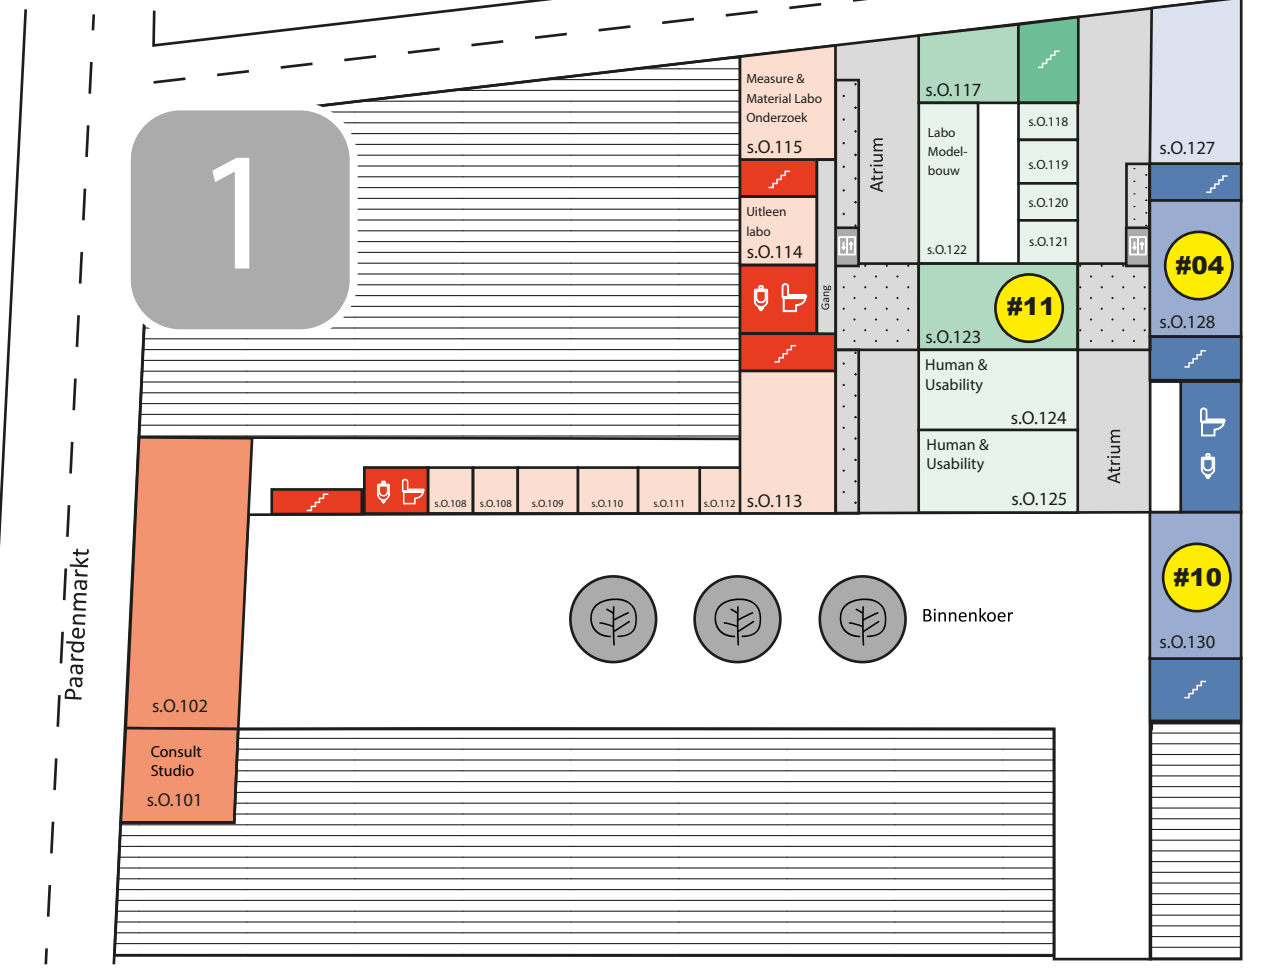 1
Measure &
Material Labo
Onderzoek
s.O.115
Uitleen
labo
s.O.114
Gang
Atrium
s.O.117
Labo
Model-
bouw
s.O.122
s.O.118
s.O.119
s.O.120
s.O.121
#11
s.O.123
Human &
Usability
s.O.124
Human &
Usability
s.O.125
Atrium
s.O.127
#04
s.O.128
#10
s.O.130
s.O.108
s.O.108
s.O.109
s.O.110
s.O.111
s.O.112
s.O.113
Binnenkoer
Paardenmarkt
s.O.102
Consult
Studio
s.O.101